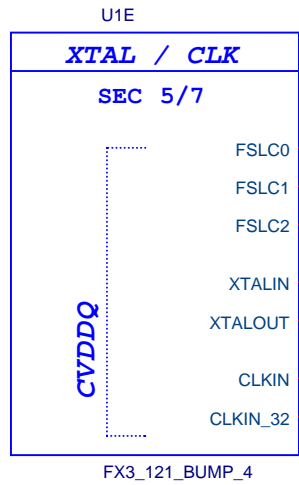 U1E
XTAL / CLK
SEC 5/7
FSLC0
FSLC1
FSLC2
XTALIN
XTALOUT
CVDDQ
CLKIN
CLKIN_32
FX3_121_BUMP_4